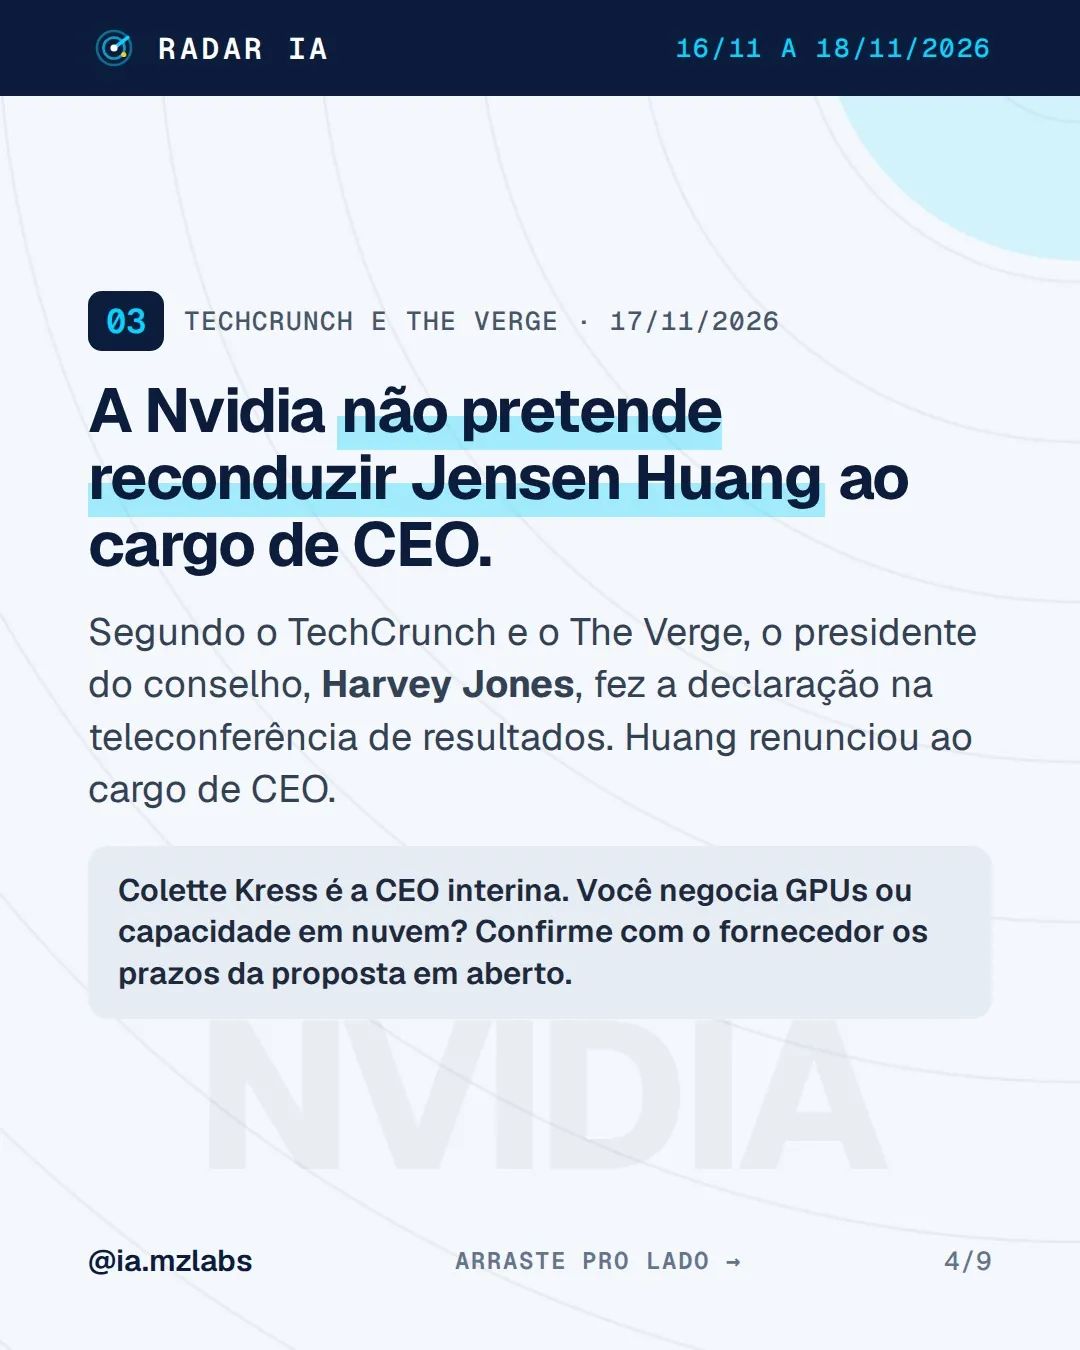 RADAR IA
16/11 A 18/11/2026
03
TECHCRUNCH E THE VERGE · 17/11/2026
A Nvidia não pretende
reconduzir Jensen Huang ao
cargo de CEO.
Segundo o TechCrunch e o The Verge, o presidente
do conselho, Harvey Jones, fez a declaração na
teleconferência de resultados. Huang renunciou ao
cargo de CEO.
Colette Kress é a CEO interina. Você negocia GPUs ou
capacidade em nuvem? Confirme com o fornecedor os
prazos da proposta em aberto.
NVIDIA
@ia.mzlabs
ARRASTE PRO LADO →
4/9